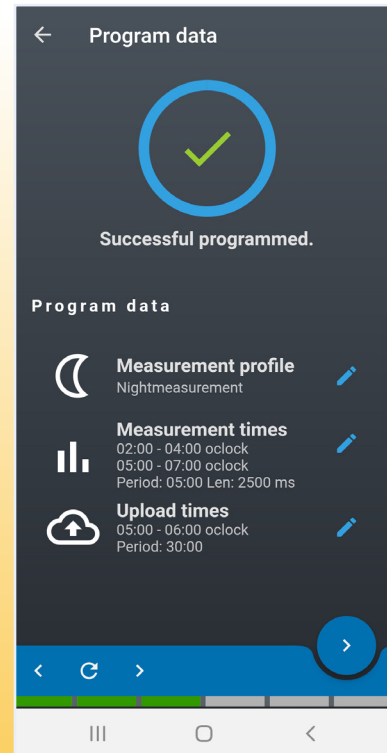 Program data
Successful programmed.
Program data
Measurement profile
Nightmeasurement
Measurement times
02:00 - 04:00 oclock
05:00 - 07:00 oclock
Period: 05:00 Len: 2500 ms
Upload times
05:00 - 06:00 oclock
Period: 30:00